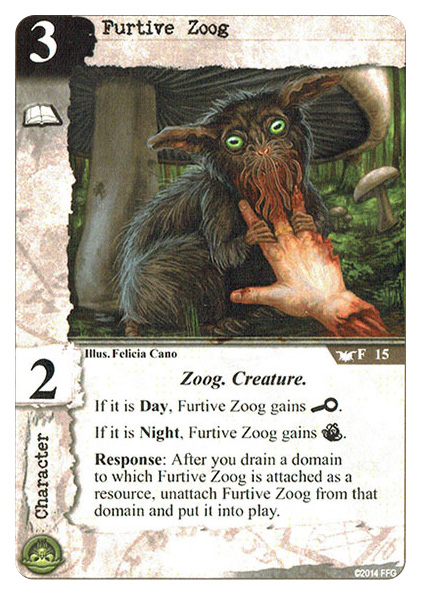 3
Furtive Zoog
Illus. Felicia Cano
F 15
2
Character
Zoog. Creature.
If it is Day, Furtive Zoog gains .
If it is Night, Furtive Zoog gains .
Response: After you drain a domain
to which Furtive Zoog is attached as a
resource, unattach Furtive Zoog from that
domain and put it into play.
©2014 FFG